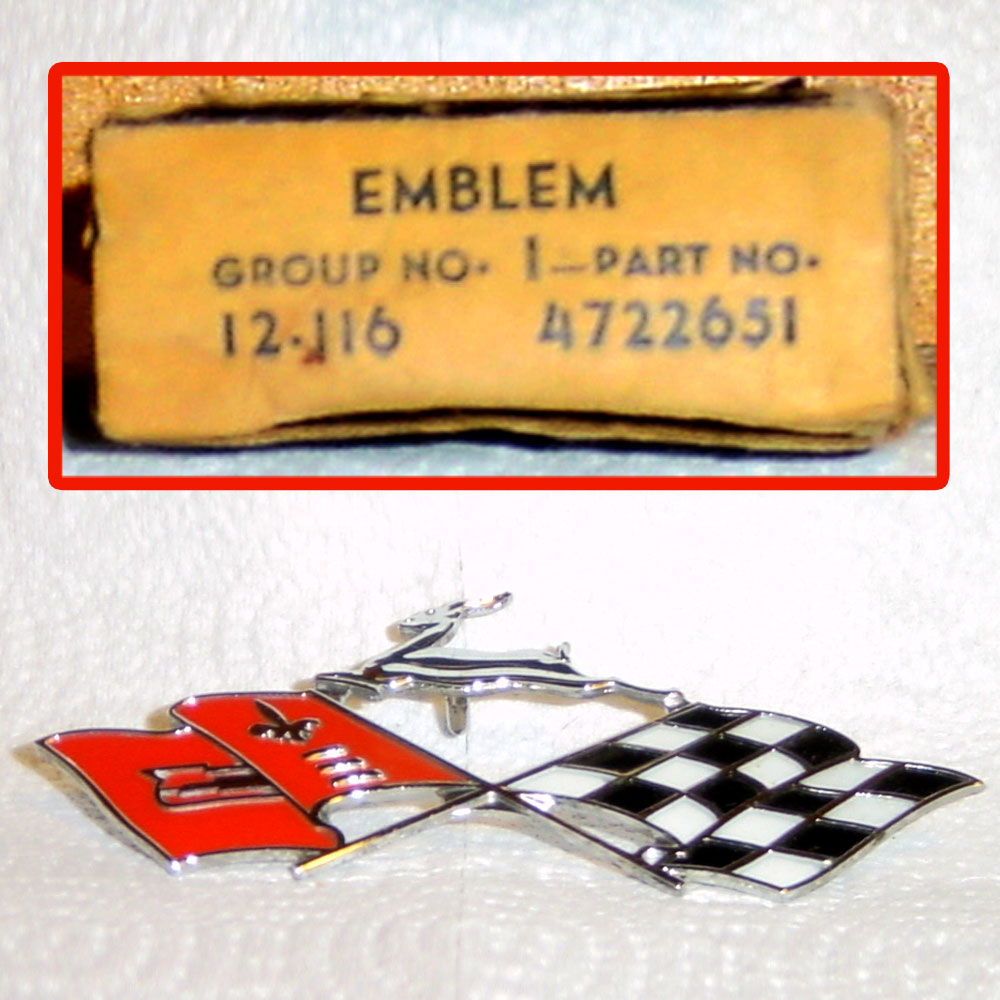 EMBLEM
GROUP NO. 1—PART NO.
12.116 4722651